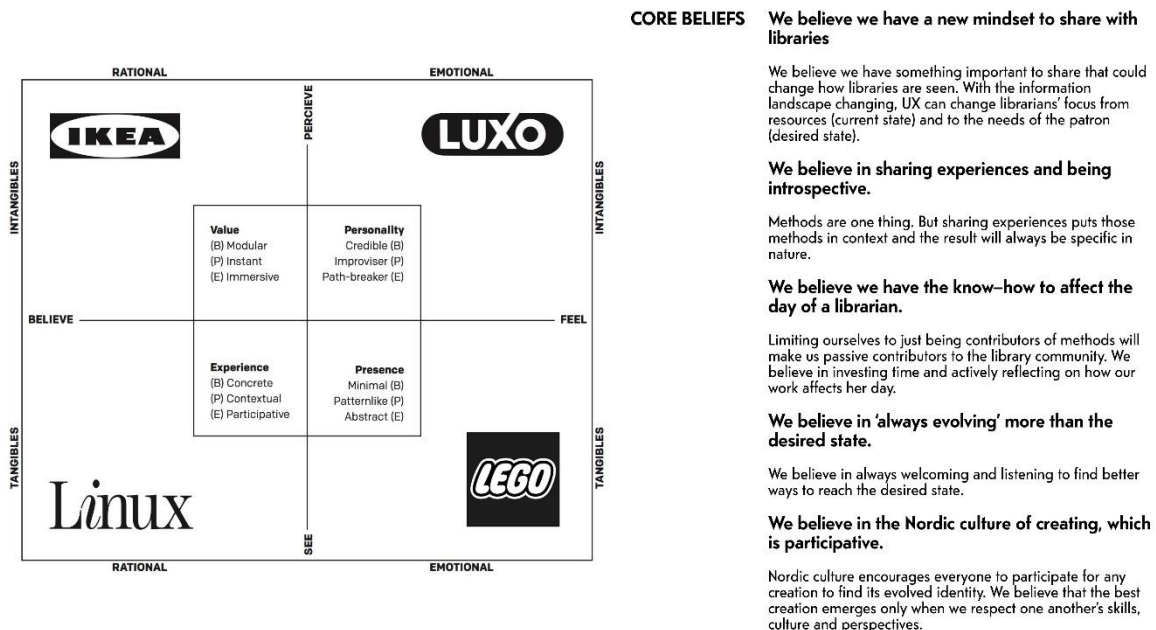 RATIONAL
EMOTIONAL
PERCIEVE
IKEA
LUXO
INTANGIBLES
INTANGIBLES
Value
(B) Modular
(P) Instant
(E) Immersive
Personality
Credible (B)
Improviser (P)
Path-breaker (E)
BELIEVE
FEEL
Experience
(B) Concrete
(P) Contextual
(E) Participative
Presence
Minimal (B)
Patternlike (P)
Abstract (E)
TANGIBLES
TANGIBLES
Linux
LEGO
SEE
RATIONAL
EMOTIONAL
CORE BELIEFS
We believe we have a new mindset to share with
libraries
We believe we have something important to share that could
change how libraries are seen. With the information
landscape changing, UX can change librarians' focus from
resources (current state) and to the needs of the patron
(desired state).
We believe in sharing experiences and being
introspective.
Methods are one thing. But sharing experiences puts those
methods in context and the result will always be specific in
nature.
We believe we have the know–how to affect the
day of a librarian.
Limiting ourselves to just being contributors of methods will
make us passive contributors to the library community. We
believe in investing time and actively reflecting on how our
work affects her day.
We believe in ‘always evolving’ more than the
desired state.
We believe in always welcoming and listening to find better
ways to reach the desired state.
We believe in the Nordic culture of creating, which
is participative.
Nordic culture encourages everyone to participate for any
creation to find its evolved identity. We believe that the best
creation emerges only when we respect one another's skills,
culture and perspectives.